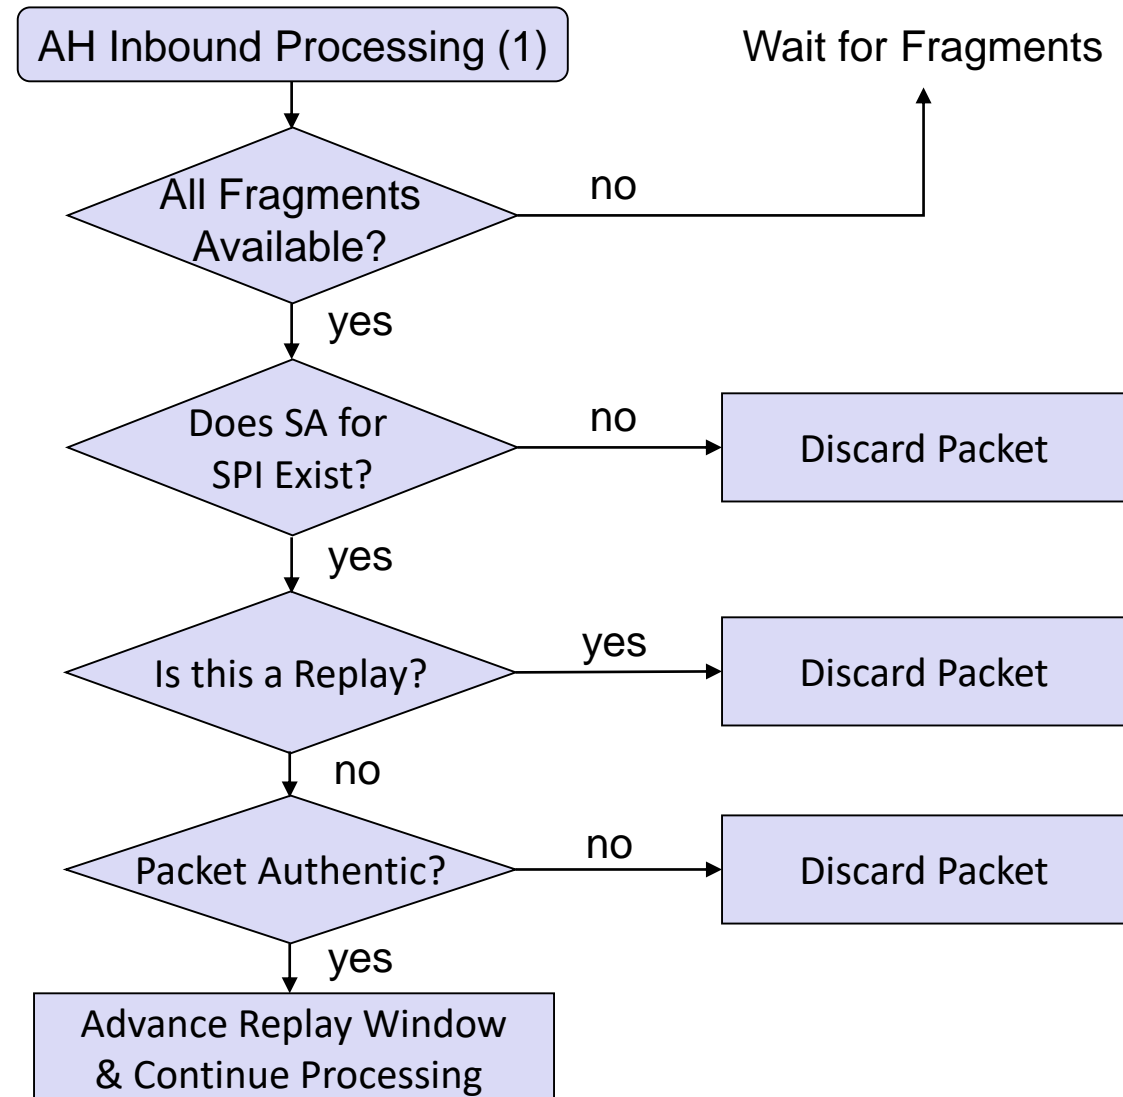 AH Inbound Processing (1)
Wait for Fragments
All Fragments
Available?
no
yes
Does SA for
SPI Exist?
no
Discard Packet
yes
Is this a Replay?
yes
Discard Packet
no
Packet Authentic?
no
Discard Packet
yes
Advance Replay Window
& Continue Processing